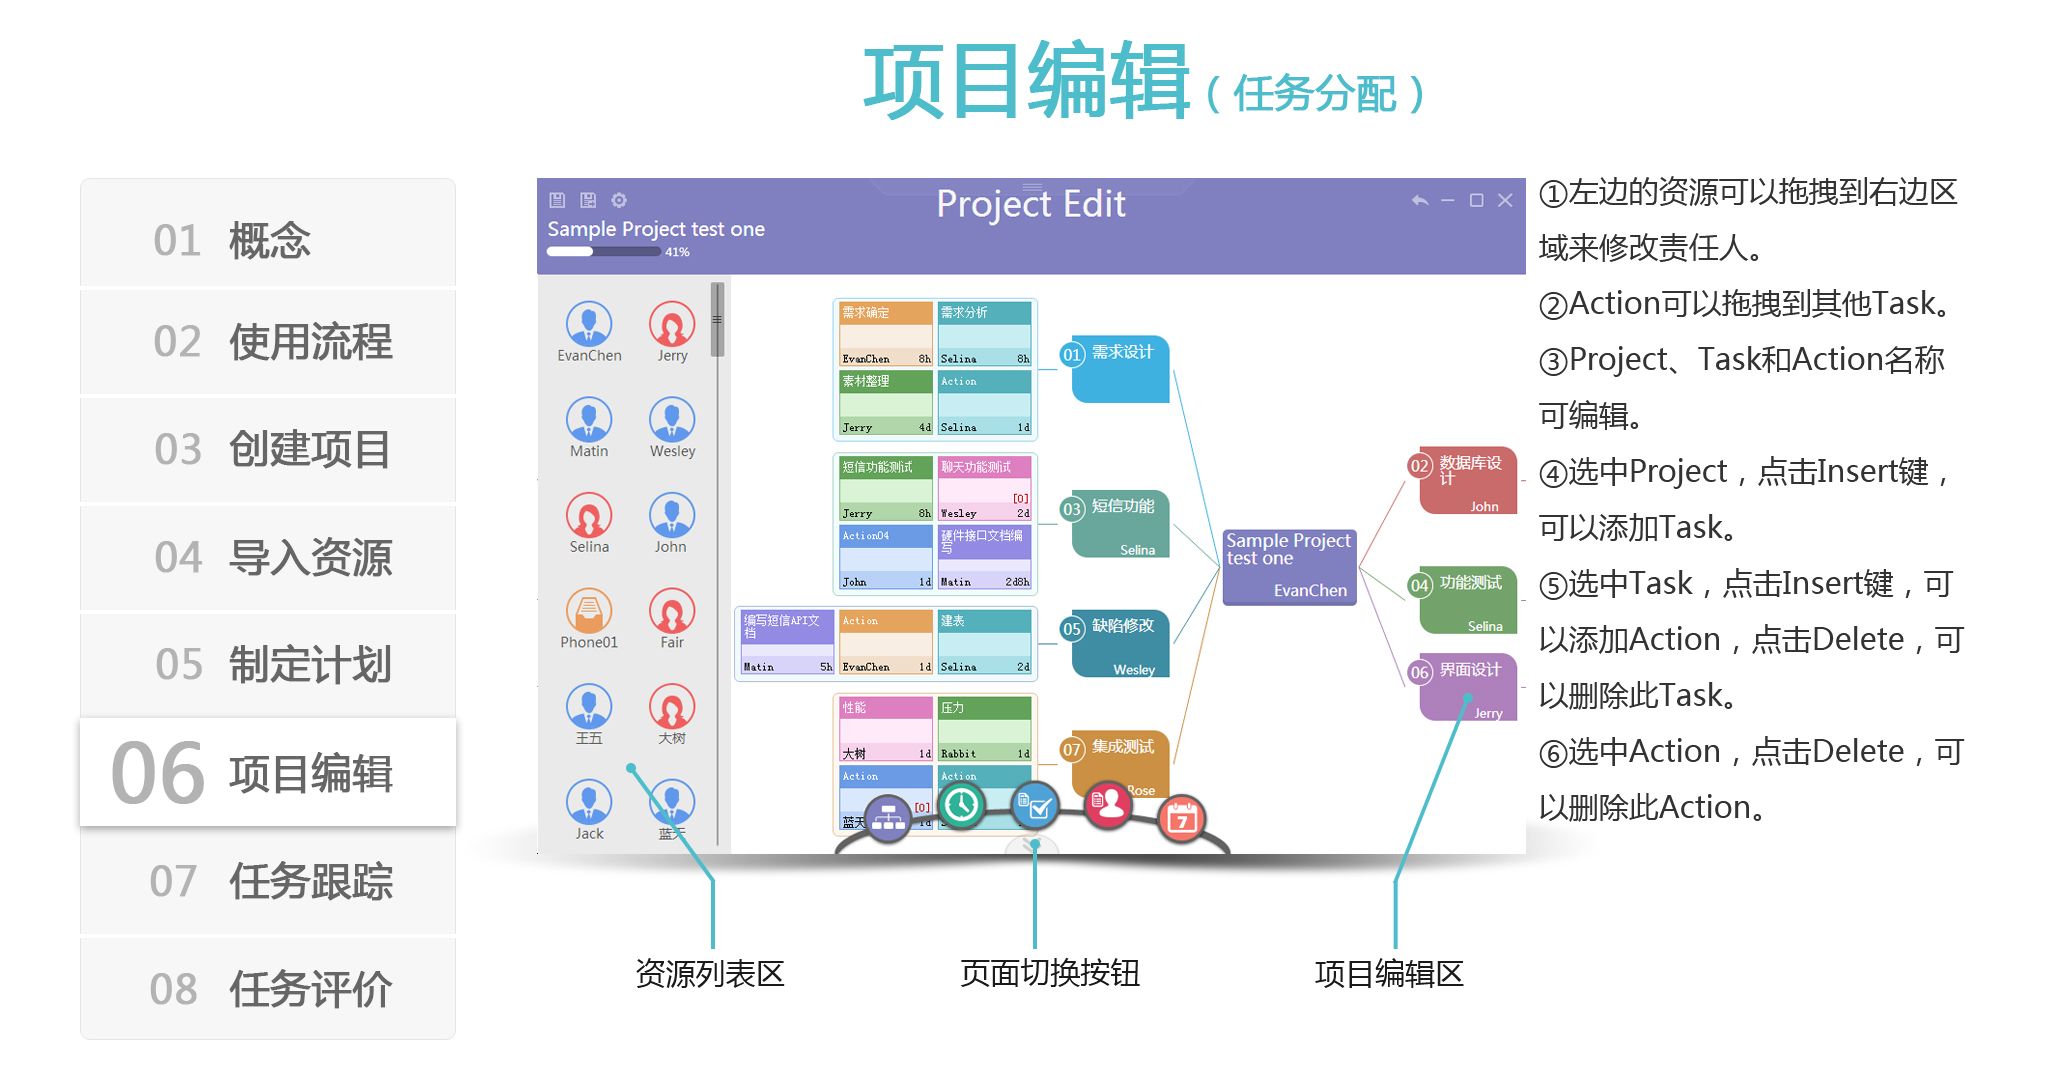 项目编辑（任务分配）
01 概念
02 使用流程
03 创建项目
04 导入资源
05 制定计划
06 项目编辑
07 任务跟踪
08 任务评价
Project Edit
Sample Project test one
41%
EvanChen
Jerry
Matin
Wesley
Selina
John
Phone01
Fair
王五
大树
Jack
蓝天
需求确定
EvanChen 8h
需求分析
Selina 8h
素材整理
Jerry 4d
Action
Selina 1d
01 需求设计
短信功能测试
Jerry 8h
聊天功能测试
[0]
Wesley 2d
Action04
John 1d
硬件接口文档编
写
Matin 2d8h
03 短信功能
Selina
编写短信API文
档
Matin 5h
Action
EvanChen 1d
建表
Selina 2d
05 缺陷修改
Wesley
性能
大树 1d
压力
Rabbit 1d
Action
[0]
蓝天 1d
Action
07 集成测试
Rose
7
Sample Project
test one
EvanChen
02 数据库设
计
John
04 功能测试
Selina
06 界面设计
Jerry
①左边的资源可以拖拽到右边区
域来修改责任人。
②Action可以拖拽到其他Task。
③Project、Task和Action名称
可编辑。
④选中Project，点击Insert键，
可以添加Task。
⑤选中Task，点击Insert键，可
以添加Action，点击Delete，可
以删除此Task。
⑥选中Action，点击Delete，可
以删除此Action。
资源列表区
页面切换按钮
项目编辑区